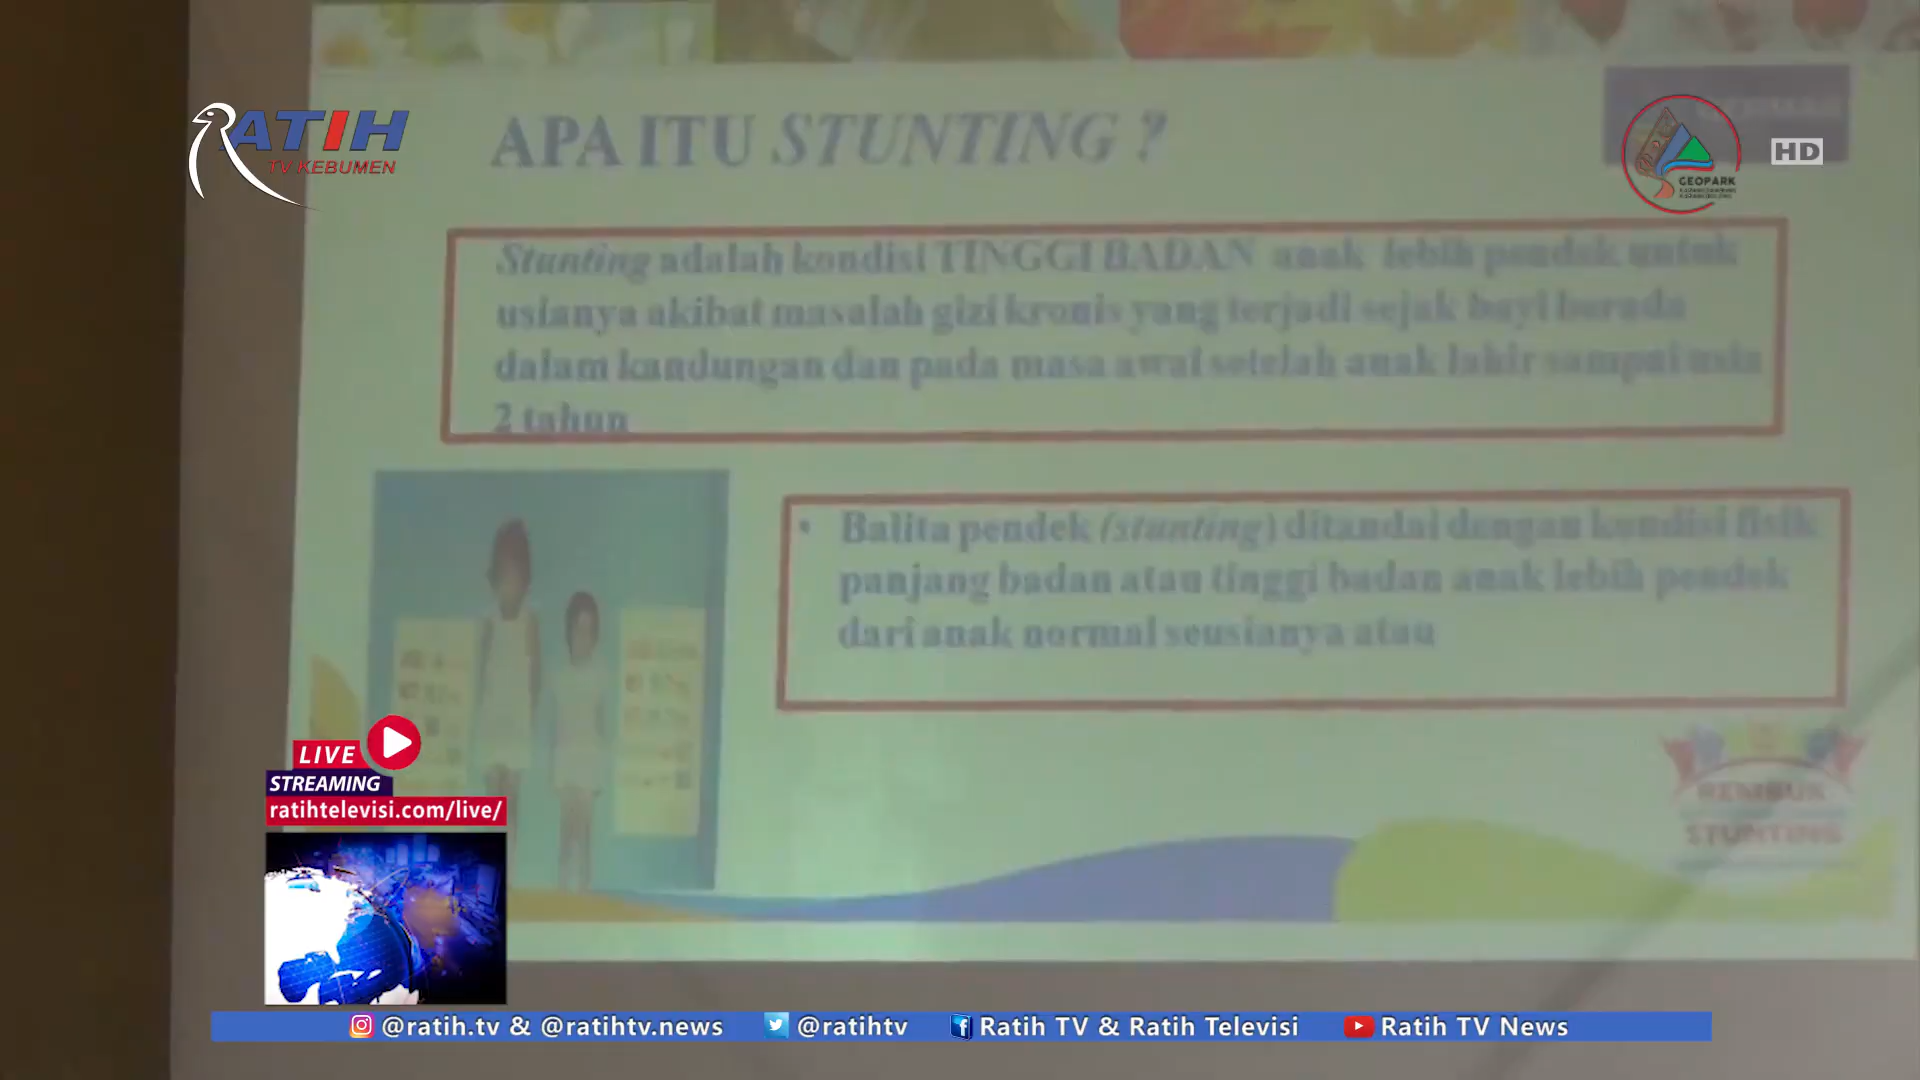 RATIH
TV KEBUMEN
GEOPARK
HD
APA ITU STUNTING ?
Stunting adalah kondisi TINGGI BADAN anak lebih pendek untuk
usianya akibat masalah gizi kronis yang terjadi sejak bayi berada
dalam kandungan dan pada masa awal setelah anak lahir sampai usia
2 tahun
• Balita pendek (stunting) ditandai dengan kondisi fisik
panjang badan atau tinggi badan anak lebih pendek
dari anak normal seusianya atau
REMBUK
STUNTING
LIVE
STREAMING
ratihtelevisi.com/live/
@ratih.tv & @ratihtv.news
@ratihtv
Ratih TV & Ratih Televisi
Ratih TV News